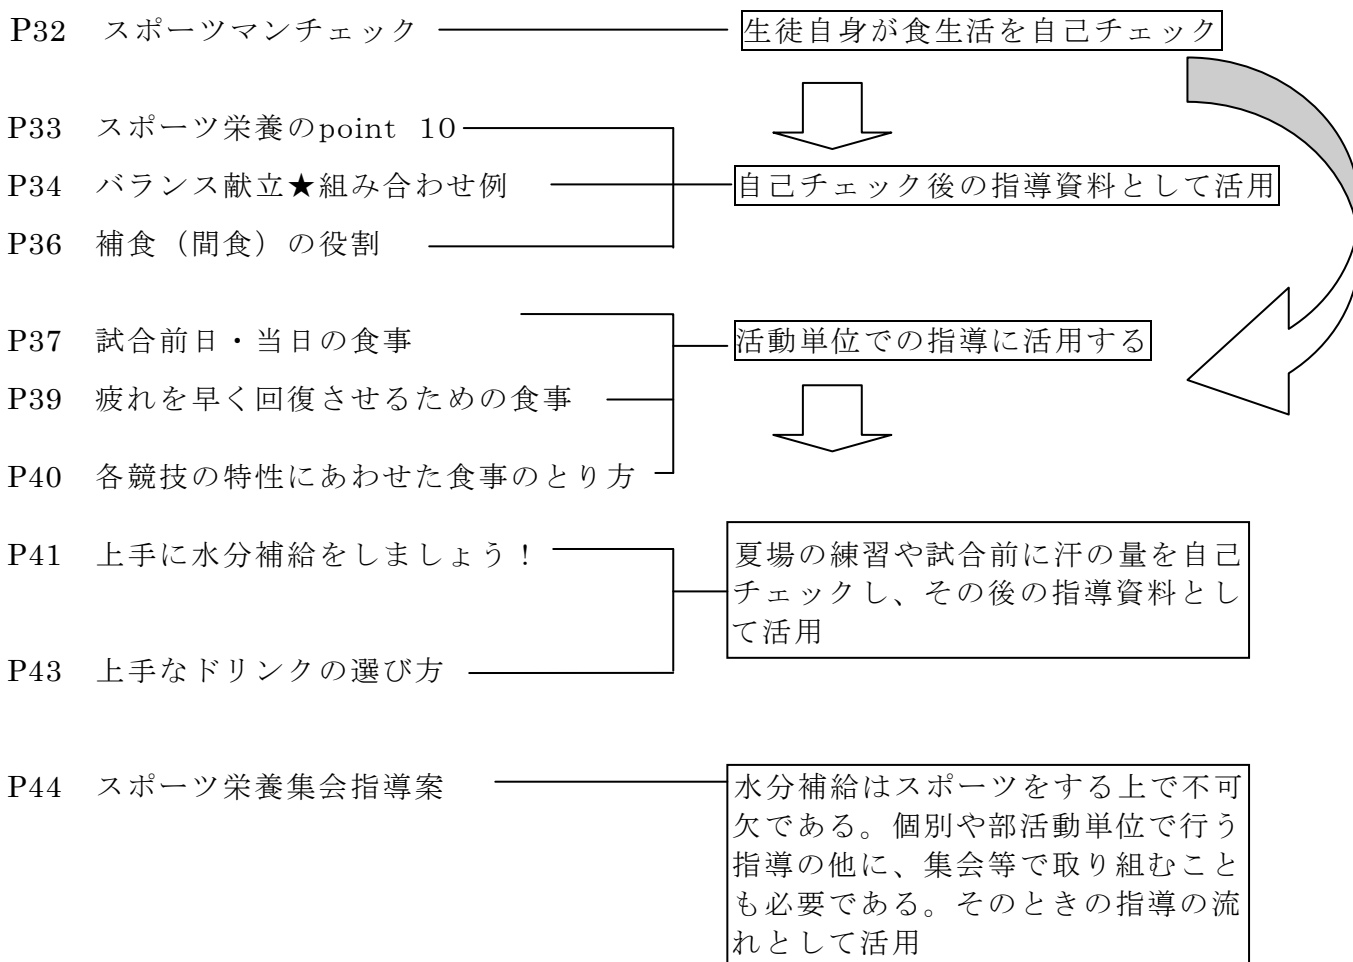 P32 スポーツマンチェック
生徒自身が食生活を自己チェック
P33 スポーツ栄養のpoint 10
P34 バランス献立★組み合わせ例
自己チェック後の指導資料として活用
P36 補食（間食）の役割
P37 試合前日・当日の食事
活動単位での指導に活用する
P39 疲れを早く回復させるための食事
P40 各競技の特性にあわせた食事のとり方
P41 上手に水分補給をしましょう！
夏場の練習や試合前に汗の量を自己
チェックし、その後の指導資料とし
て活用
P43 上手なドリンクの選び方
P44 スポーツ栄養集会指導案
水分補給はスポーツをする上で不可
欠である。個別や部活動単位で行う
指導の他に、集会等で取り組むこと
も必要である。そのときの指導の流
れとして活用